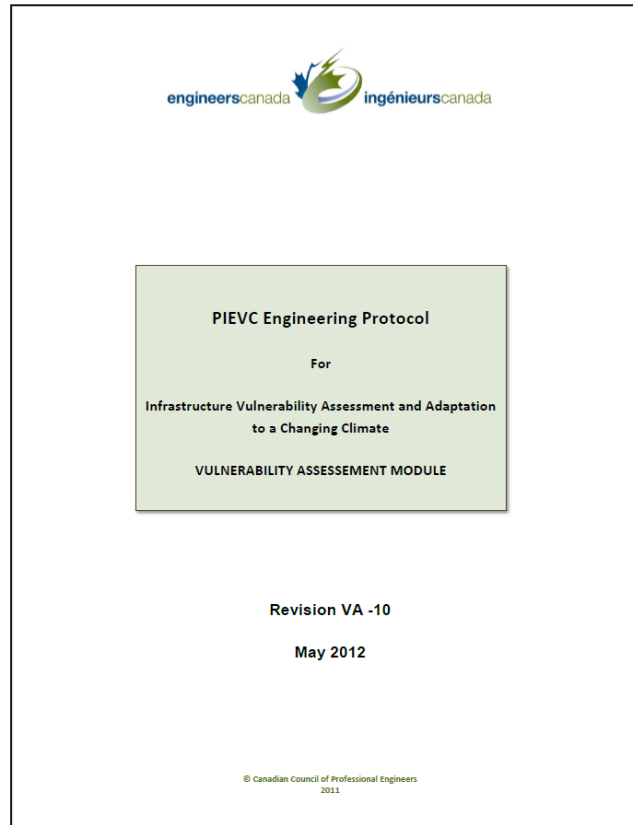 engineerscanada ingénieurscanada
PIEVC Engineering Protocol
For
Infrastructure Vulnerability Assessment and Adaptation
to a Changing Climate
VULNERABILITY ASSESSEMENT MODULE
Revision VA -10
May 2012
© Canadian Council of Professional Engineers
2011